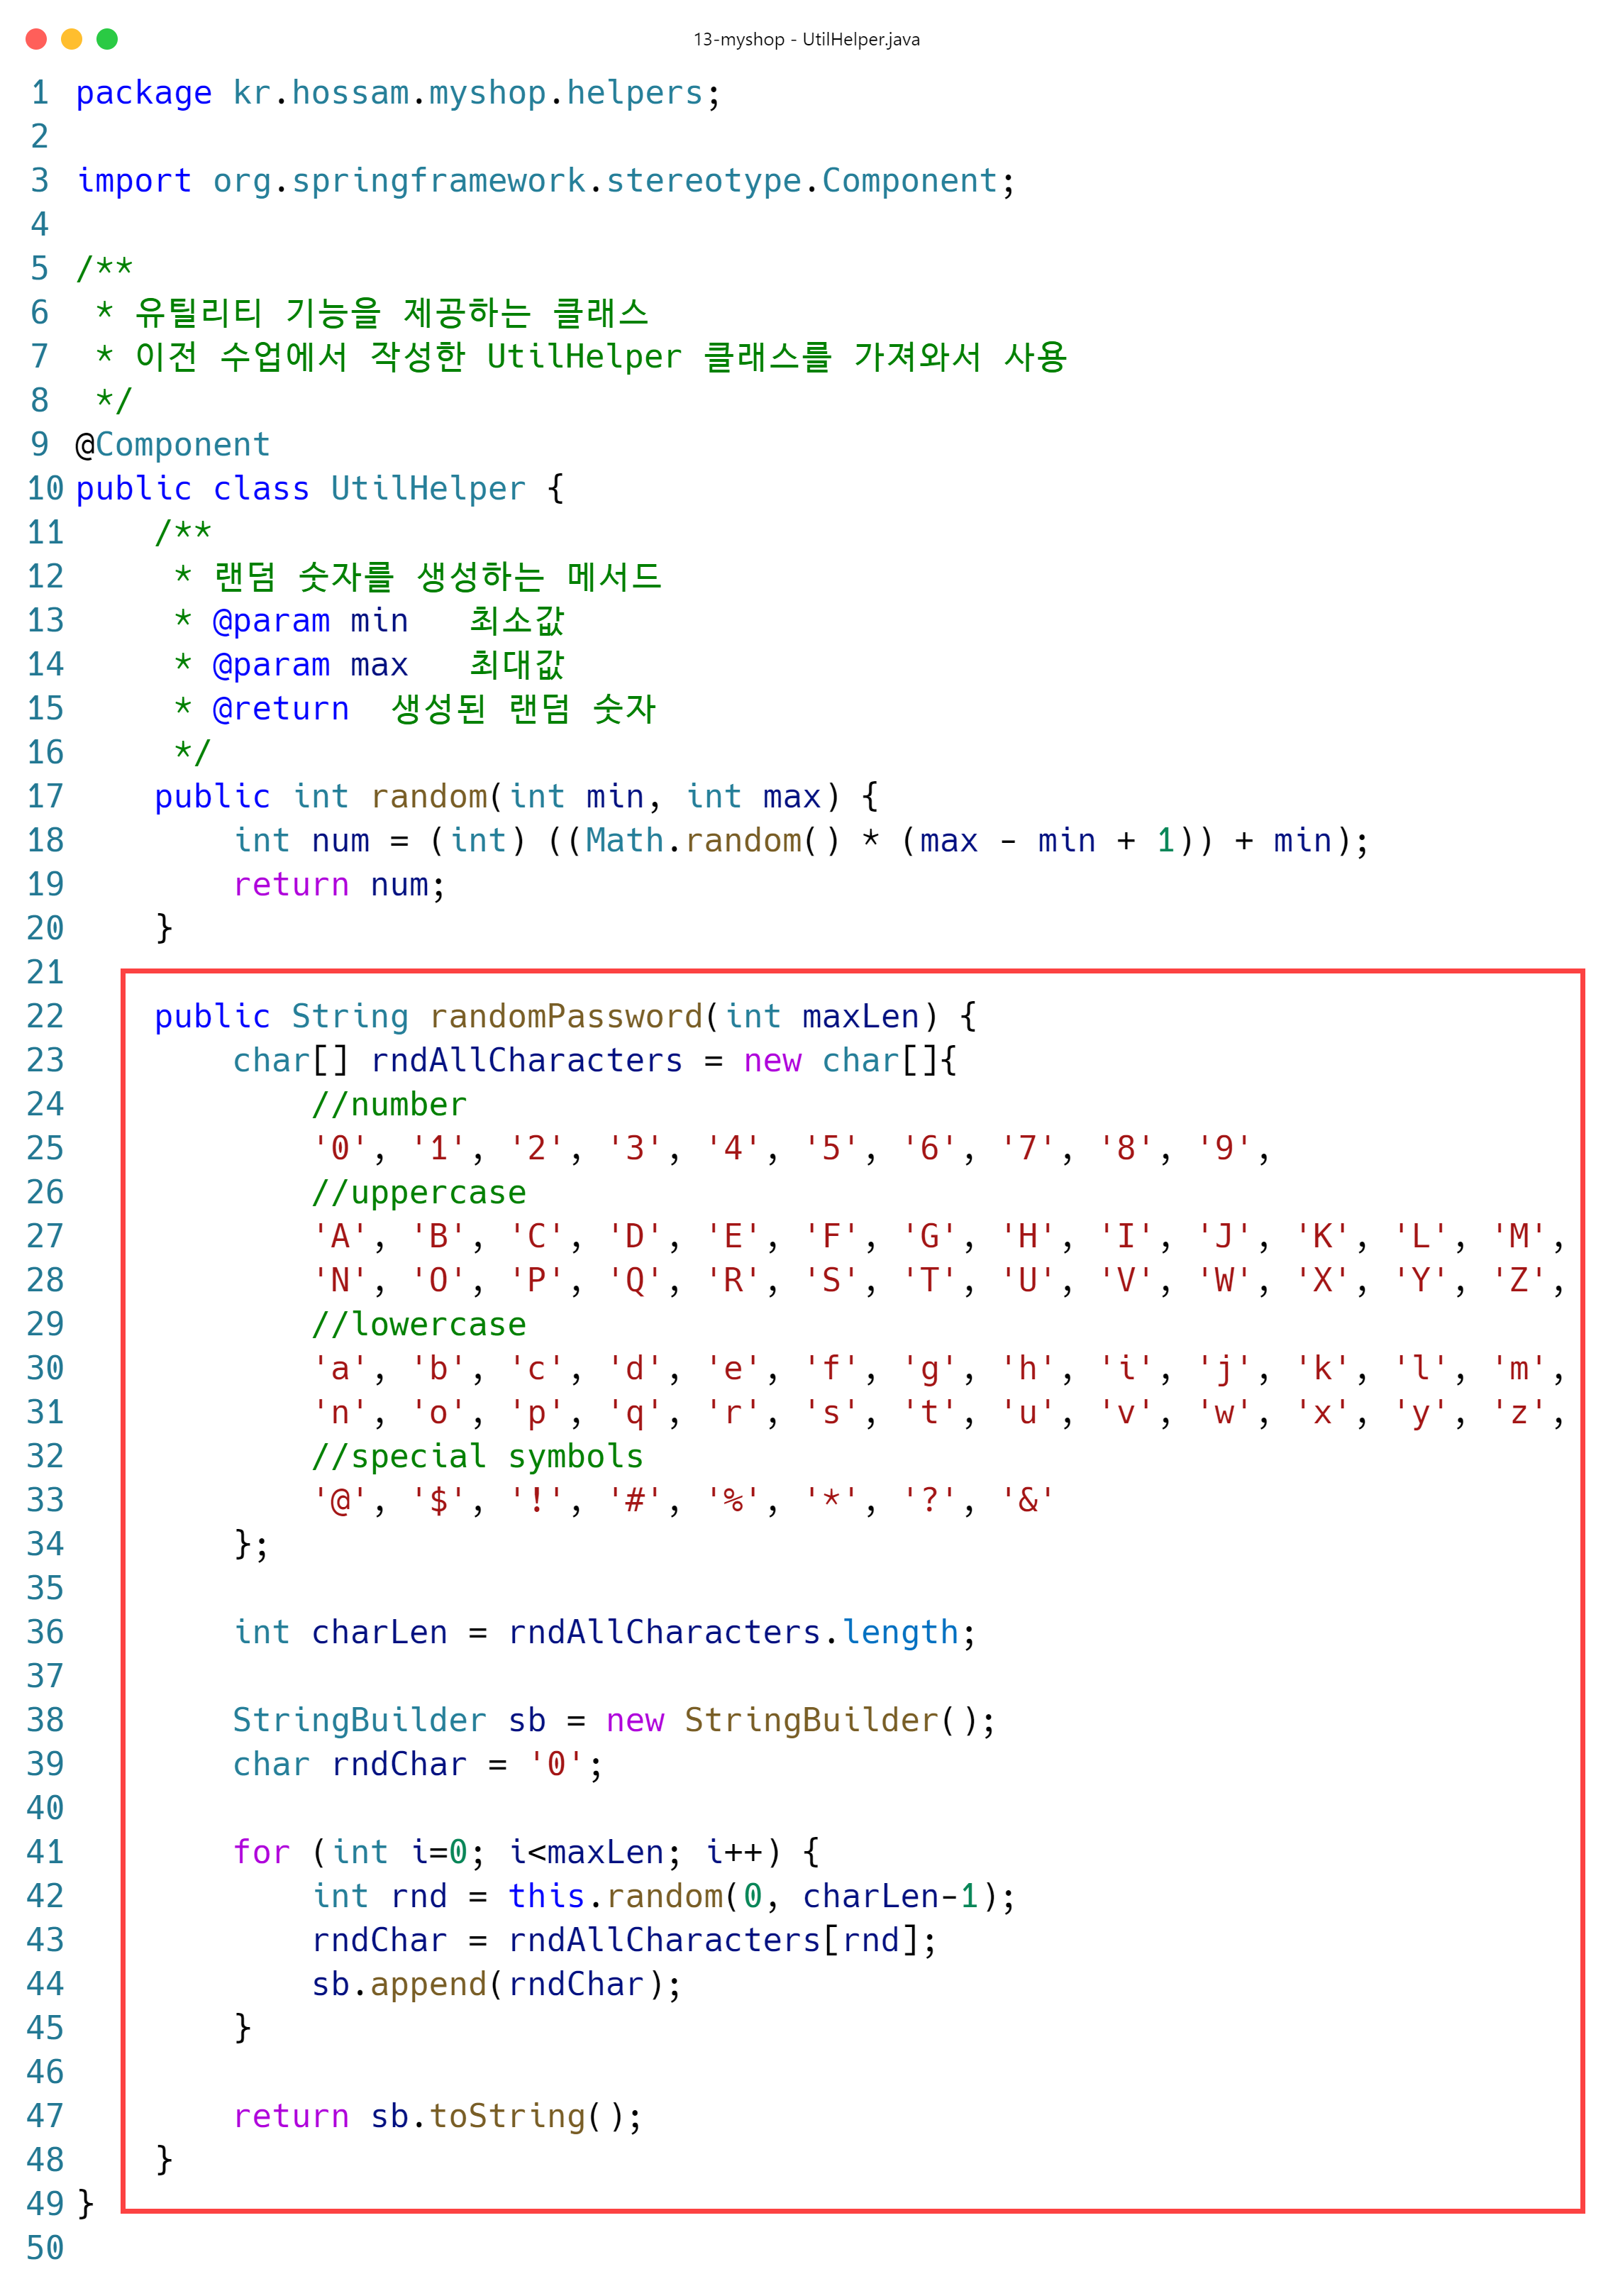 13-myshop - UtilHelper.java
1 package kr.hossam.myshop.helpers;
2
3 import org.springframework.stereotype.Component;
4
5 /**
6  * 유틸리티 기능을 제공하는 클래스
7  * 이전 수업에서 작성한 UtilHelper 클래스를 가져와서 사용
8  */
9 @Component
10 public class UtilHelper {
11     /**
12      * 랜덤 숫자를 생성하는 메서드
13      * @param min   최소값
14      * @param max   최대값
15      * @return  생성된 랜덤 숫자
16      */
17     public int random(int min, int max) {
18         int num = (int) ((Math.random() * (max - min + 1)) + min);
19         return num;
20     }
21
22     public String randomPassword(int maxLen) {
23         char[] rndAllCharacters = new char[]{
24             //number
25             '0', '1', '2', '3', '4', '5', '6', '7', '8', '9',
26             //uppercase
27             'A', 'B', 'C', 'D', 'E', 'F', 'G', 'H', 'I', 'J', 'K', 'L', 'M',
28             'N', 'O', 'P', 'Q', 'R', 'S', 'T', 'U', 'V', 'W', 'X', 'Y', 'Z',
29             //lowercase
30             'a', 'b', 'c', 'd', 'e', 'f', 'g', 'h', 'i', 'j', 'k', 'l', 'm',
31             'n', 'o', 'p', 'q', 'r', 's', 't', 'u', 'v', 'w', 'x', 'y', 'z',
32             //special symbols
33             '@', '$', '!', '#', '%', '*', '?', '&'
34         };
35
36         int charLen = rndAllCharacters.length;
37
38         StringBuilder sb = new StringBuilder();
39         char rndChar = '0';
40
41         for (int i=0; i<maxLen; i++) {
42             int rnd = this.random(0, charLen-1);
43             rndChar = rndAllCharacters[rnd];
44             sb.append(rndChar);
45         }
46
47         return sb.toString();
48     }
49 }
50